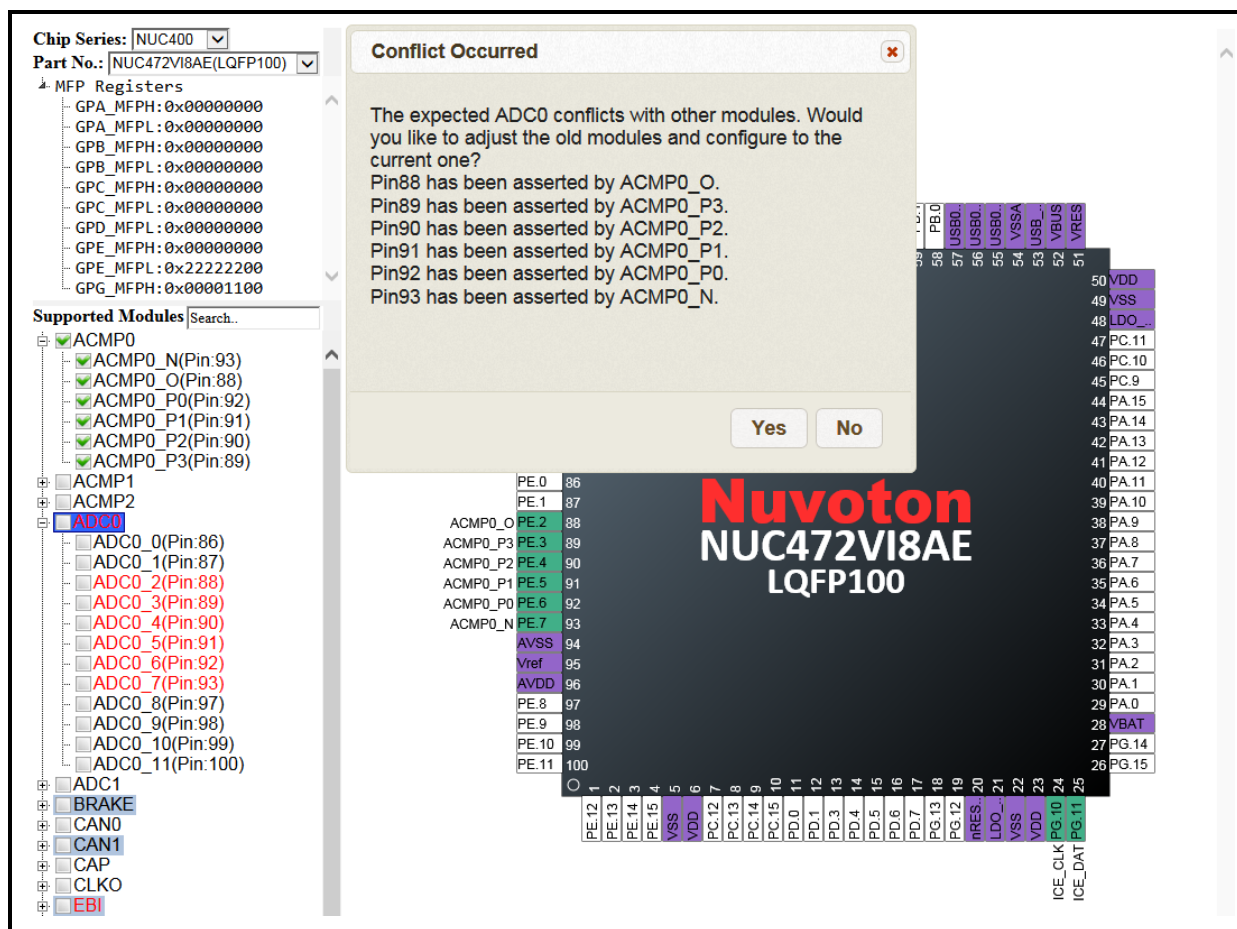 Chip Series: NUC400
Part No.: NUC472VI8AE(LQFP100)
MFP Registers
GPA_MFPH:0x00000000
GPA_MFPL:0x00000000
GPB_MFPH:0x00000000
GPB_MFPL:0x00000000
GPC_MFPH:0x00000000
GPC_MFPL:0x00000000
GPD_MFPL:0x00000000
GPE_MFPH:0x00000000
GPE_MFPL:0x22222200
GPG_MFPH:0x00001100
Supported Modules Search..
ACMP0
ACMP0_N(Pin:93)
ACMP0_O(Pin:88)
ACMP0_P0(Pin:92)
ACMP0_P1(Pin:91)
ACMP0_P2(Pin:90)
ACMP0_P3(Pin:89)
ACMP1
ACMP2
ADC0
ADC0_0(Pin:86)
ADC0_1(Pin:87)
ADC0_2(Pin:88)
ADC0_3(Pin:89)
ADC0_4(Pin:90)
ADC0_5(Pin:91)
ADC0_6(Pin:92)
ADC0_7(Pin:93)
ADC0_8(Pin:97)
ADC0_9(Pin:98)
ADC0_10(Pin:99)
ADC0_11(Pin:100)
ADC1
BRAKE
CAN0
CAN1
CAP
CLKO
EBI
Conflict Occurred
The expected ADC0 conflicts with other modules. Would
you like to adjust the old modules and configure to the
current one?
Pin88 has been asserted by ACMP0_O.
Pin89 has been asserted by ACMP0_P3.
Pin90 has been asserted by ACMP0_P2.
Pin91 has been asserted by ACMP0_P1.
Pin92 has been asserted by ACMP0_P0.
Pin93 has been asserted by ACMP0_N.
Yes No
PB.0 USB0.. USB0.. USB0.. VSSA USB_.. VBUS VRES
58 57 56 55 54 53 52 51
50 VDD
49 VSS
48 LDO_..
47 PC.11
46 PC.10
45 PC.9
44 PA.15
43 PA.14
42 PA.13
41 PA.12
40 PA.11
39 PA.10
38 PA.9
37 PA.8
36 PA.7
35 PA.6
34 PA.5
33 PA.4
32 PA.3
31 PA.2
30 PA.1
29 PA.0
28 VBAT
27 PG.14
26 PG.15
PE.0 86
PE.1 87
ACMP0_O PE.2 88
ACMP0_P3 PE.3 89
ACMP0_P2 PE.4 90
ACMP0_P1 PE.5 91
ACMP0_P0 PE.6 92
ACMP0_N PE.7 93
AVSS 94
Vref 95
AVDD 96
PE.8 97
PE.9 98
PE.10 99
PE.11 100
Nuvoton
NUC472VI8AE
LQFP100
1 2 3 4 5 6 7 8 9 10 11 12 13 14 15 16 17 18 19 20 21 22 23 24 25
PE.12 PE.13 PE.14 PE.15 VSS VDD PC.12 PC.13 PC.14 PC.15 PD.0 PD.1 PD.3 PD.4 PD.5 PD.6 PD.7 PG.13 PG.12 nRES.. LDO_.. VSS VDD PG.10 PG.11
ICE_CLK ICE_DAT